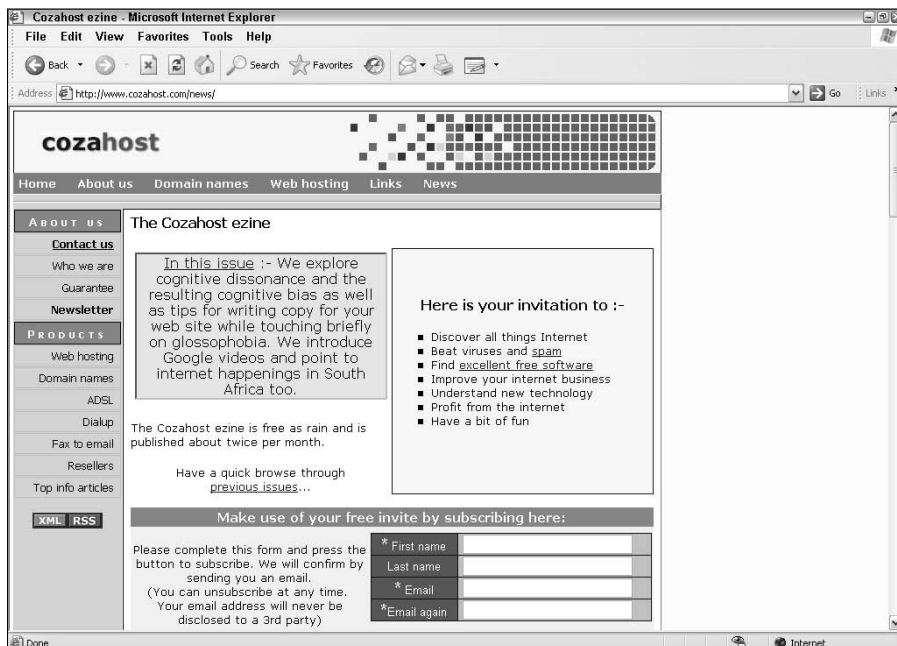 Cozahost ezine - Microsoft Internet Explorer
File Edit View Favorites Tools Help
Back Search Favorites
Address http://www.cozahost.com/news/ Go Links
cozahost
Home About us Domain names Web hosting Links News
ABOUT US
Contact us
Who we are
Guarantee
Newsletter
PRODUCTS
Web hosting
Domain names
ADSL
Dialup
Fax to email
Resellers
Top info articles
XML RSS
The Cozahost ezine
In this issue :- We explore
cognitive dissonance and the
resulting cognitive bias as well
as tips for writing copy for your
web site while touching briefly
on glossophobia. We introduce
Google videos and point to
internet happenings in South
Africa too.
The Cozahost ezine is free as rain and is
published about twice per month.
Have a quick browse through
previous issues...
Here is your invitation to :-
Discover all things Internet
Beat viruses and spam
Find excellent free software
Improve your internet business
Understand new technology
Profit from the internet
Have a bit of fun
Make use of your free invite by subscribing here:
Please complete this form and press the
button to subscribe. We will confirm by
sending you an email.
(You can unsubscribe at any time.
Your email address will never be
disclosed to a 3rd party)
* First name
Last name
* Email
*Email again
Done Internet